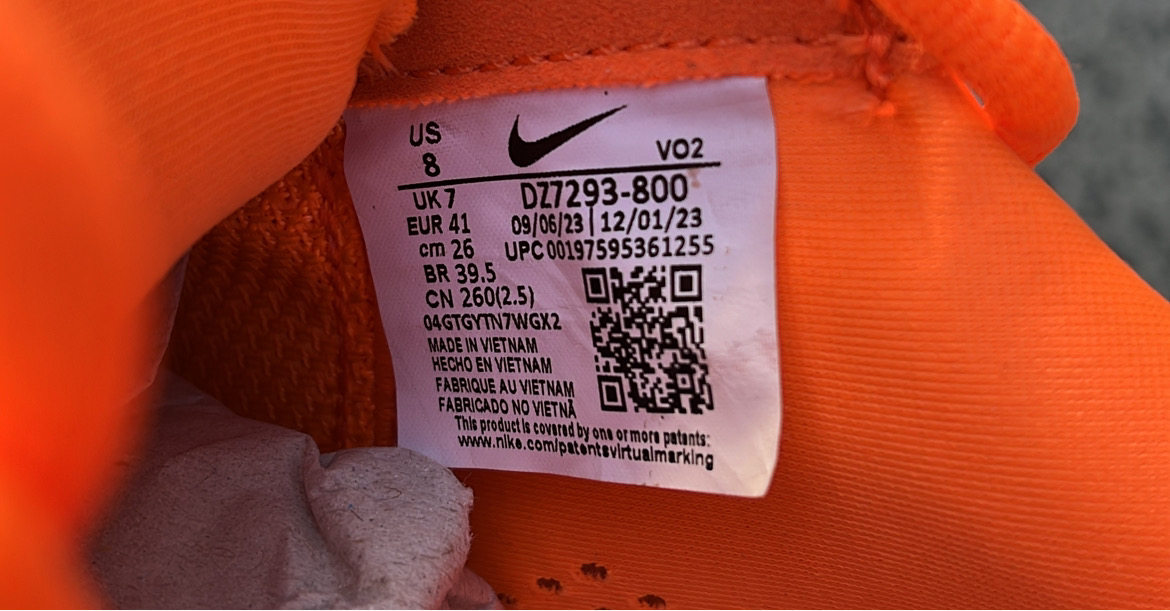 US
8
VO2
UK 7
DZ7293-800
EUR 41
09/06/23 | 12/01/23
cm 26
UPC 00197595361255
BR 39.5
CN 260(2.5)
04GTGYTN7WGX2
MADE IN VIETNAM
HECHO EN VIETNAM
FABRIQUE AU VIETNAM
FABRICADO NO VIETNÃ
This product is covered by one or more patents:
www.nike.com/patentsvirtualmarking